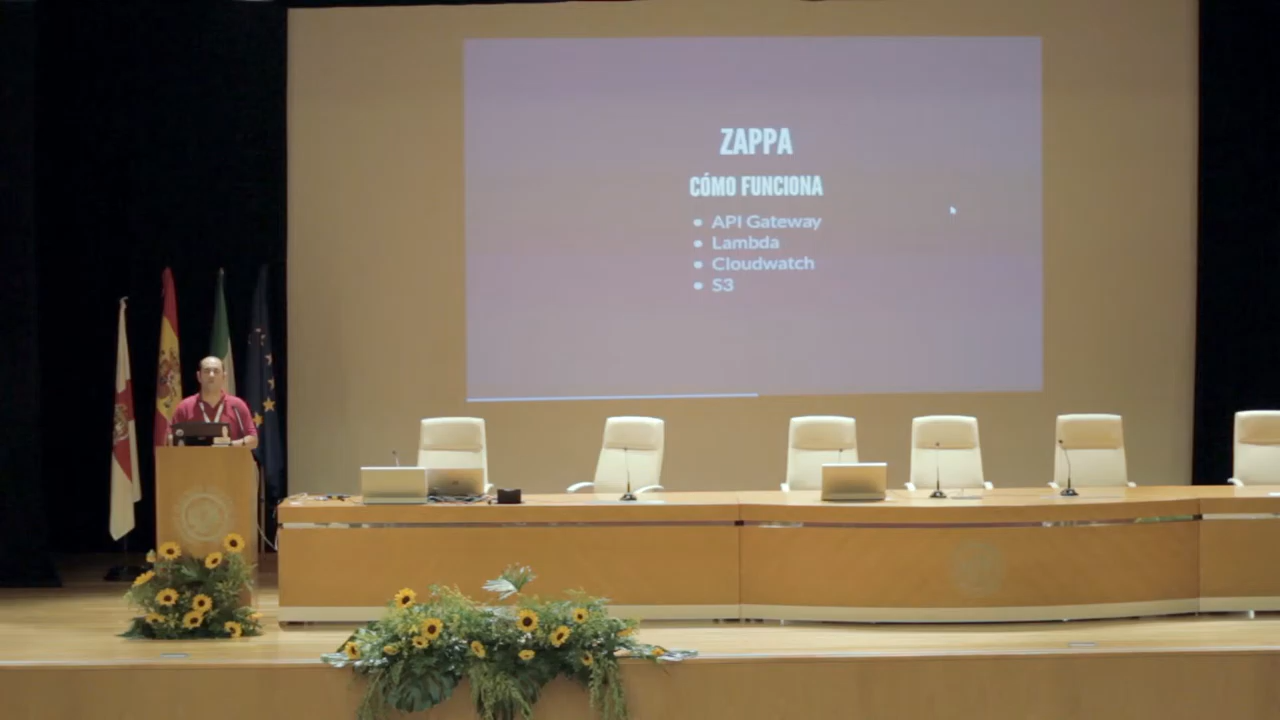 ZAPPA
CÓMO FUNCIONA
API Gateway
Lambda
Cloudwatch
S3